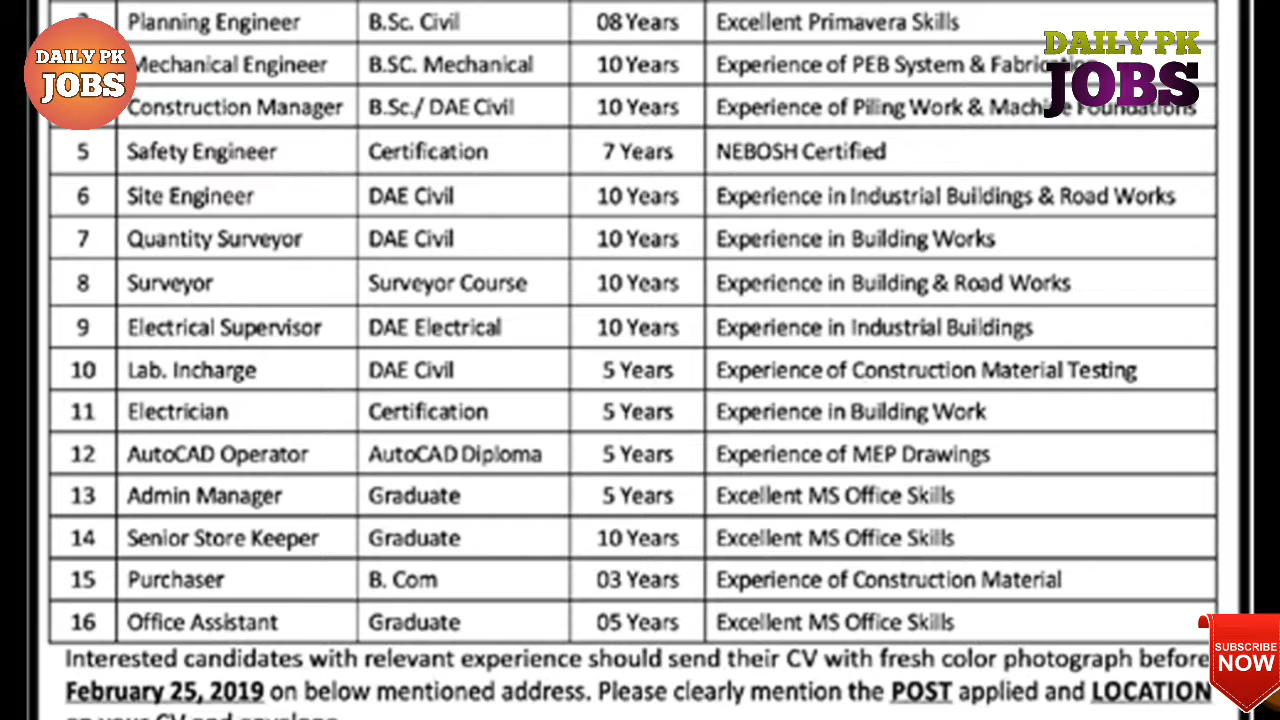 Planning Engineer B.Sc. Civil 08 Years Excellent Primavera Skills
DAILY PK
JOBS
DAILY PK
JOBS
Mechanical Engineer B.SC. Mechanical 10 Years Experience of PEB System &
Construction Manager B.Sc./ DAE Civil 10 Years Experience of Piling Work & Machine Foundations
5 Safety Engineer Certification 7 Years NEBOSH Certified
6 Site Engineer DAE Civil 10 Years Experience in Industrial Buildings & Road Works
7 Quantity Surveyor DAE Civil 10 Years Experience in Building Works
8 Surveyor Surveyor Course 10 Years Experience in Building & Road Works
9 Electrical Supervisor DAE Electrical 10 Years Experience in Industrial Buildings
10 Lab. Incharge DAE Civil 5 Years Experience of Construction Material Testing
11 Electrician Certification 5 Years Experience in Building Work
12 AutoCAD Operator AutoCAD Diploma 5 Years Experience of MEP Drawings
13 Admin Manager Graduate 5 Years Excellent MS Office Skills
14 Senior Store Keeper Graduate 10 Years Excellent MS Office Skills
15 Purchaser B. Com 03 Years Experience of Construction Material
16 Office Assistant Graduate 05 Years Excellent MS Office Skills
Interested candidates with relevant experience should send their CV with fresh color photograph before
SUBSCRIBE
NOW
February 25, 2019 on below mentioned address. Please clearly mention the POST applied and LOCATION